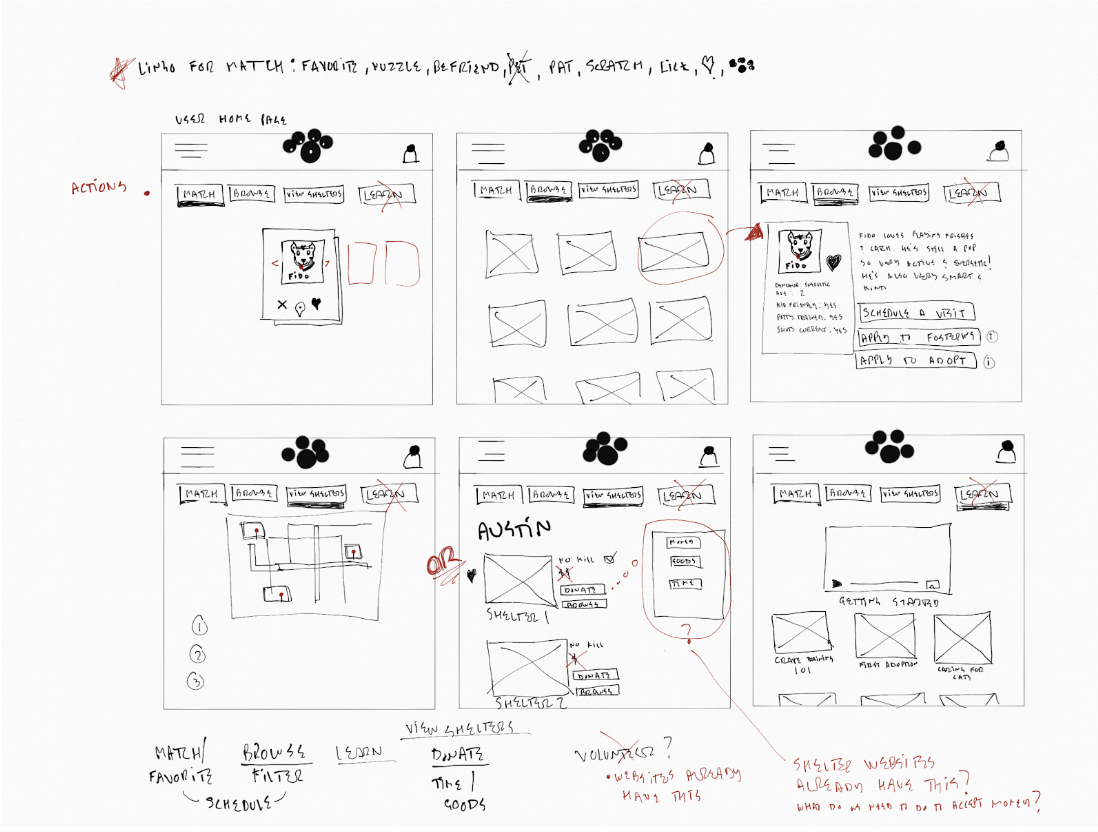 LINGO FOR MATCH: FAVORITE, PUZZLE, BEFRIEND, PET, PAT, SCRATCH, LICK,
USER HOME PAGE
ACTIONS
MATCH BROWSE VIEW SHELTERS LEARN
< FIDO >
MATCH BROWSE VIEW SHELTERS LEARN
MATCH BROWSE VIEW SHELTERS LEARN
FIDO
AGE: 2
KID FRIENDLY: YES
POTTY TRAINED: YES
SHOTS CURRENT: YES
FIDO LOVES PLAYING FRISBEE
& CATCH. HE'S STILL A PUP
SO VERY ACTIVE & ENERGETIC!
HE'S ALSO VERY SMART &
KIND
SCHEDULE A VISIT
APPLY TO FOSTER
APPLY TO ADOPT
MATCH BROWSE VIEW SHELTERS LEARN
1
2
3
OR
MATCH BROWSE VIEW SHELTERS LEARN
AUSTIN
NO KILL
DONATE
BROWSE
SHELTER 1
NO KILL
DONATE
BROWSE
SHELTER 2
MONEY
GOODS
TIME
?
MATCH BROWSE VIEW SHELTERS LEARN
GETTING STARTED
CRATE TRAINING
101
FIRST ADOPTION
CARING FOR
CATS
MATCH/
FAVORITE
BROWSE
FILTER
SCHEDULE
LEARN
VIEW SHELTERS
DONATE
TIME/
GOODS
VOLUNTEER?
• WEBSITES ALREADY
HAVE THIS
SHELTER WEBSITES
ALREADY HAVE THIS?
WHAT DO WE NEED TO DO TO ACCEPT MONEY?